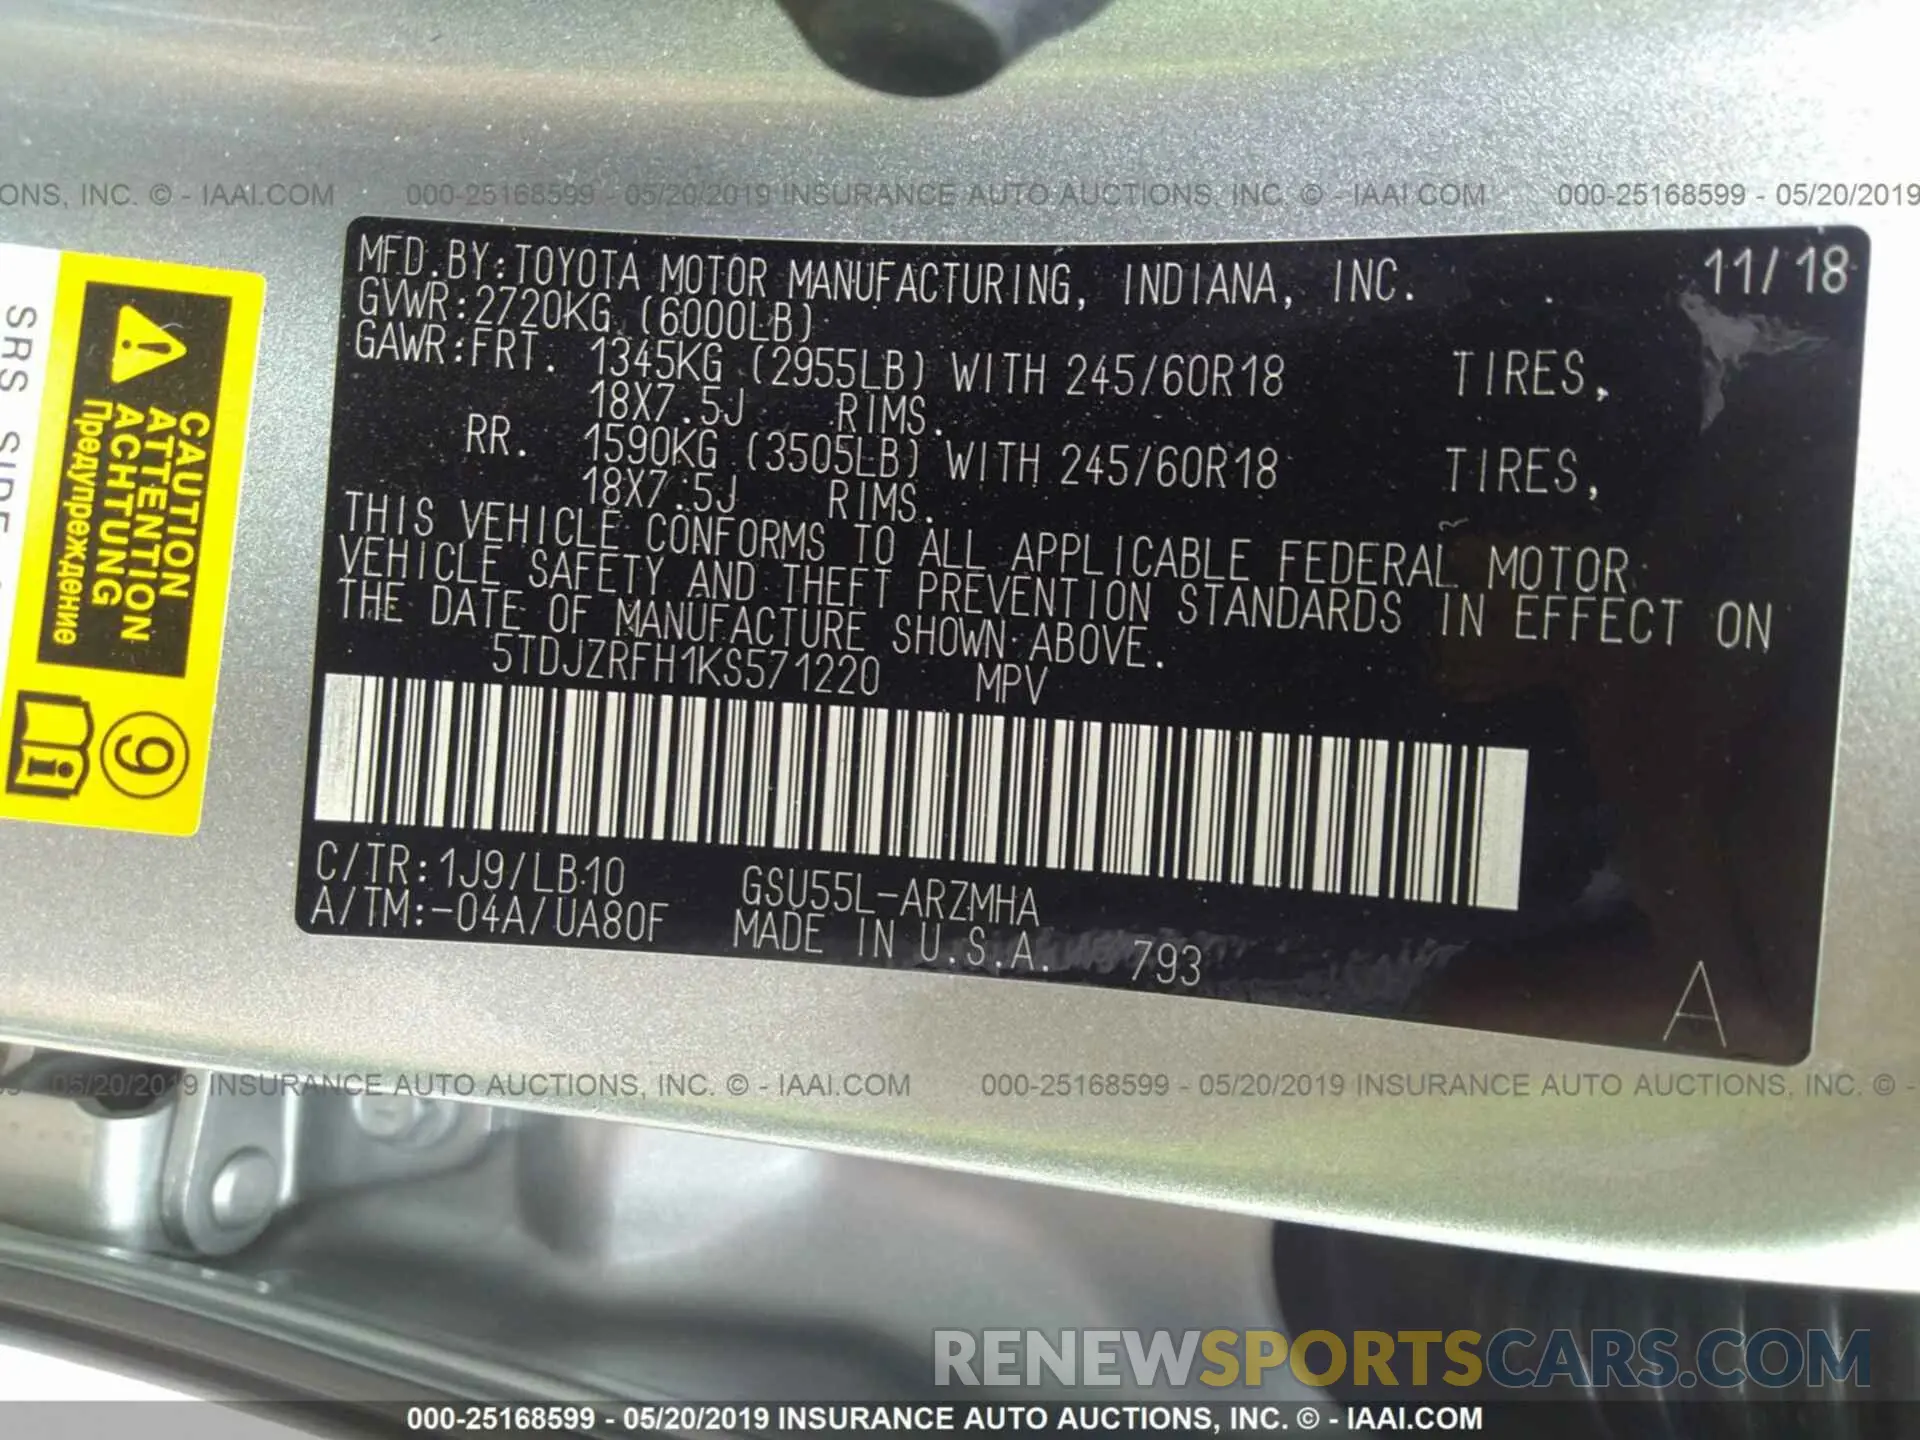 ONS, INC. © - IAAI.COM 000-25168599 - 05/20/2019 INSURANCE AUTO AUCTIONS, INC. © - IAAI.COM 000-25168599 - 05/20/2019
MFD.BY:TOYOTA MOTOR MANUFACTURING, INDIANA, INC. 11/18
GVWR:2720KG (6000LB)
GAWR:FRT. 1345KG (2955LB) WITH 245/60R18 TIRES,
18X7.5J RIMS.
RR. 1590KG (3505LB) WITH 245/60R18 TIRES,
18X7.5J RIMS.
THIS VEHICLE CONFORMS TO ALL APPLICABLE FEDERAL MOTOR
VEHICLE SAFETY AND THEFT PREVENTION STANDARDS IN EFFECT ON
THE DATE OF MANUFACTURE SHOWN ABOVE.
5TDJZRFH1KS571220 MPV
C/TR:1J9/LB10 GSU55L-ARZMHA
A/TM:-04A/UA80F MADE IN U.S.A. 793
A
SRS SIDE
CAUTION
ATTENTION
ACHTUNG
Предупреждение
9
05/20/2019 INSURANCE AUTO AUCTIONS, INC. © - IAAI.COM 000-25168599 - 05/20/2019 INSURANCE AUTO AUCTIONS, INC. © -
RENEWSPORTSCARS.COM
000-25168599 - 05/20/2019 INSURANCE AUTO AUCTIONS, INC. © - IAAI.COM